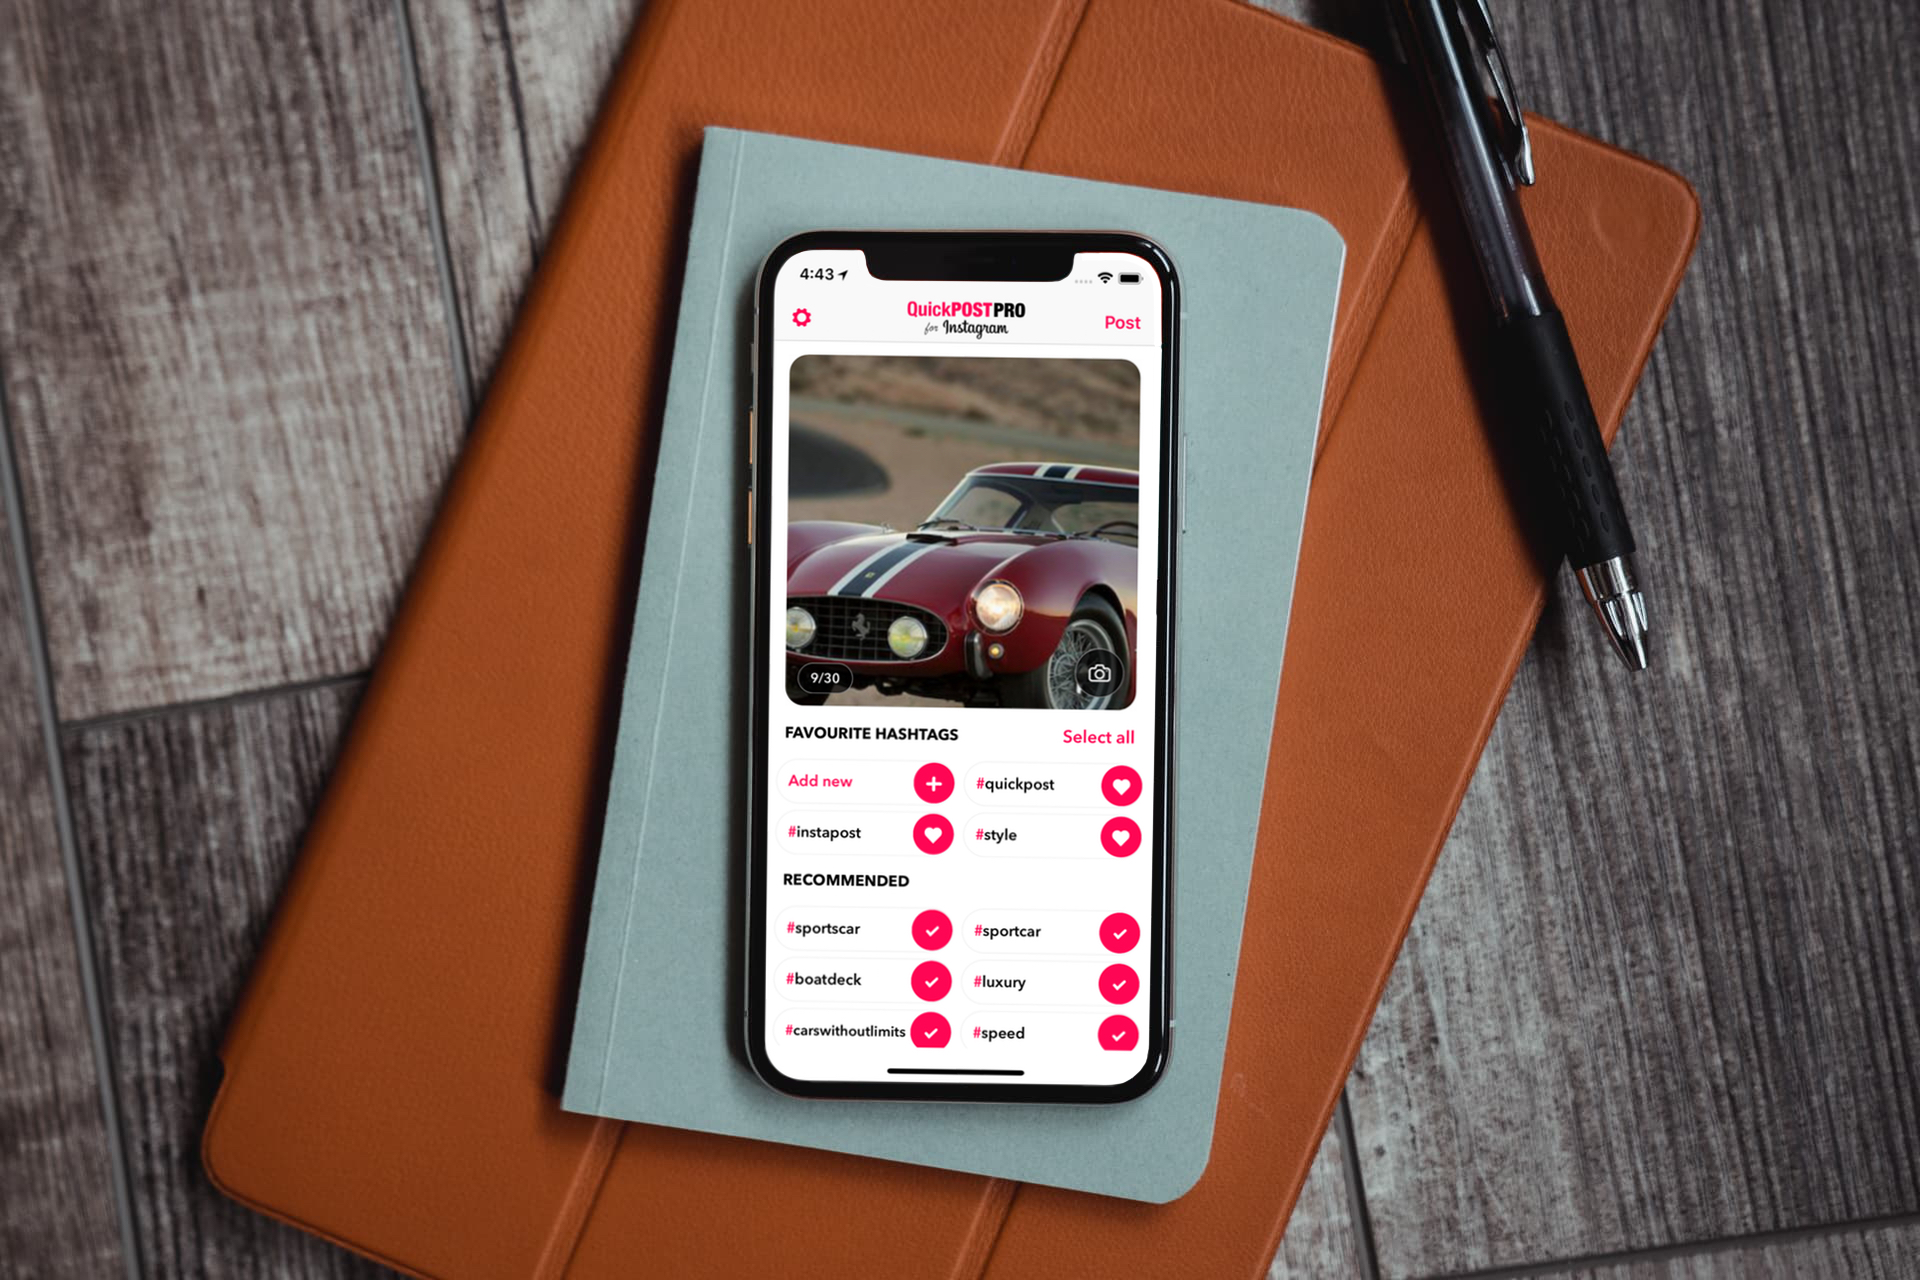 4:43
QuickPOSTPRO
for Instagram
Post
9/30
FAVOURITE HASHTAGS
Select all
Add new
#quickpost
#instapost
#style
RECOMMENDED
#sportscar
#sportcar
#boatdeck
#luxury
#carswithoutlimits
#speed